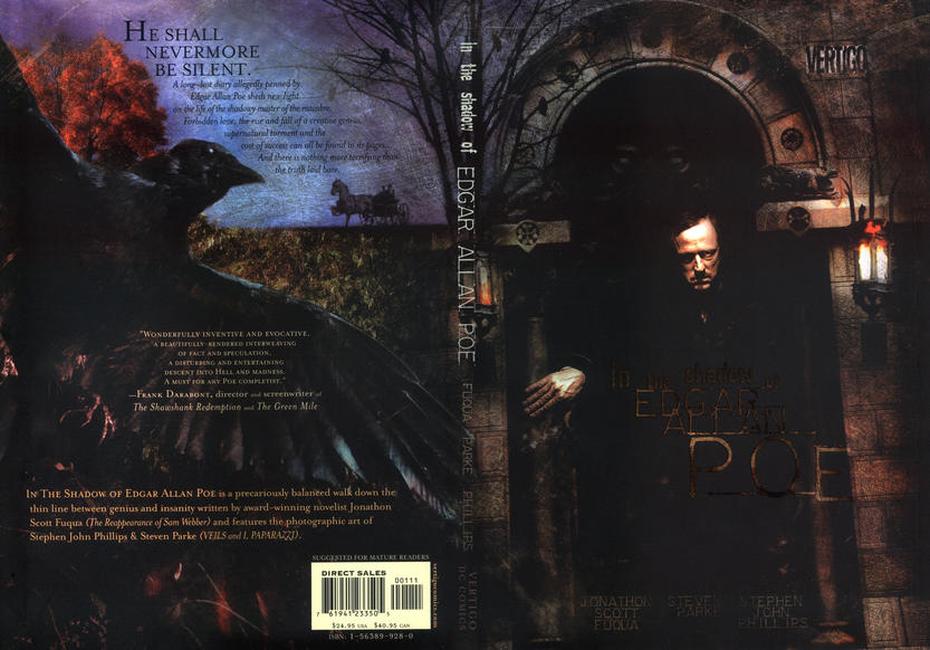 HE SHALL
NEVERMORE
BE SILENT.
A long-lost diary allegedly penned by
Edgar Allan Poe sheds new light
on the life of the shadowy master of the macabre.
Forbidden love, the rise and fall of a creative genius,
supernatural torment and the
cost of success can all be found in its pages...
And there is nothing more terrifying than
the truth laid bare.
"WONDERFULLY INVENTIVE AND EVOCATIVE,
A BEAUTIFULLY-RENDERED INTERWEAVING
OF FACT AND SPECULATION,
A DISTURBING AND ENTERTAINING
DESCENT INTO HELL AND MADNESS.
A MUST FOR ANY POE COMPLETIST."
—FRANK DARABONT, DIRECTOR AND SCREENWRITER of
The Shawshank Redemption and The Green Mile
IN THE SHADOW OF EDGAR ALLAN POE is a precariously balanced walk down the
thin line between genius and insanity written by award-winning novelist Jonathon
Scott Fuqua (The Reappearance of Sam Webber) and features the photographic art of
Stephen John Phillips & Steven Parke (VEILS and I, PAPARAZZI).
SUGGESTED FOR MATURE READERS
DIRECT SALES
00111
7 61941 23350 5
$24.95 USA $40.95 CAN
ISBN: 1-56389-928-0
vertigocomics.com
in the shadow of EDGAR ALLAN POE FUQUA PARKE PHILLIPS
VERTIGO
DC COMICS
VERTIGO
in the shadow of
EDGAR
ALLAN
POE
JONATHON
SCOTT
FUQUA
STEVEN
PARKE
STEPHEN
JOHN
PHILLIPS